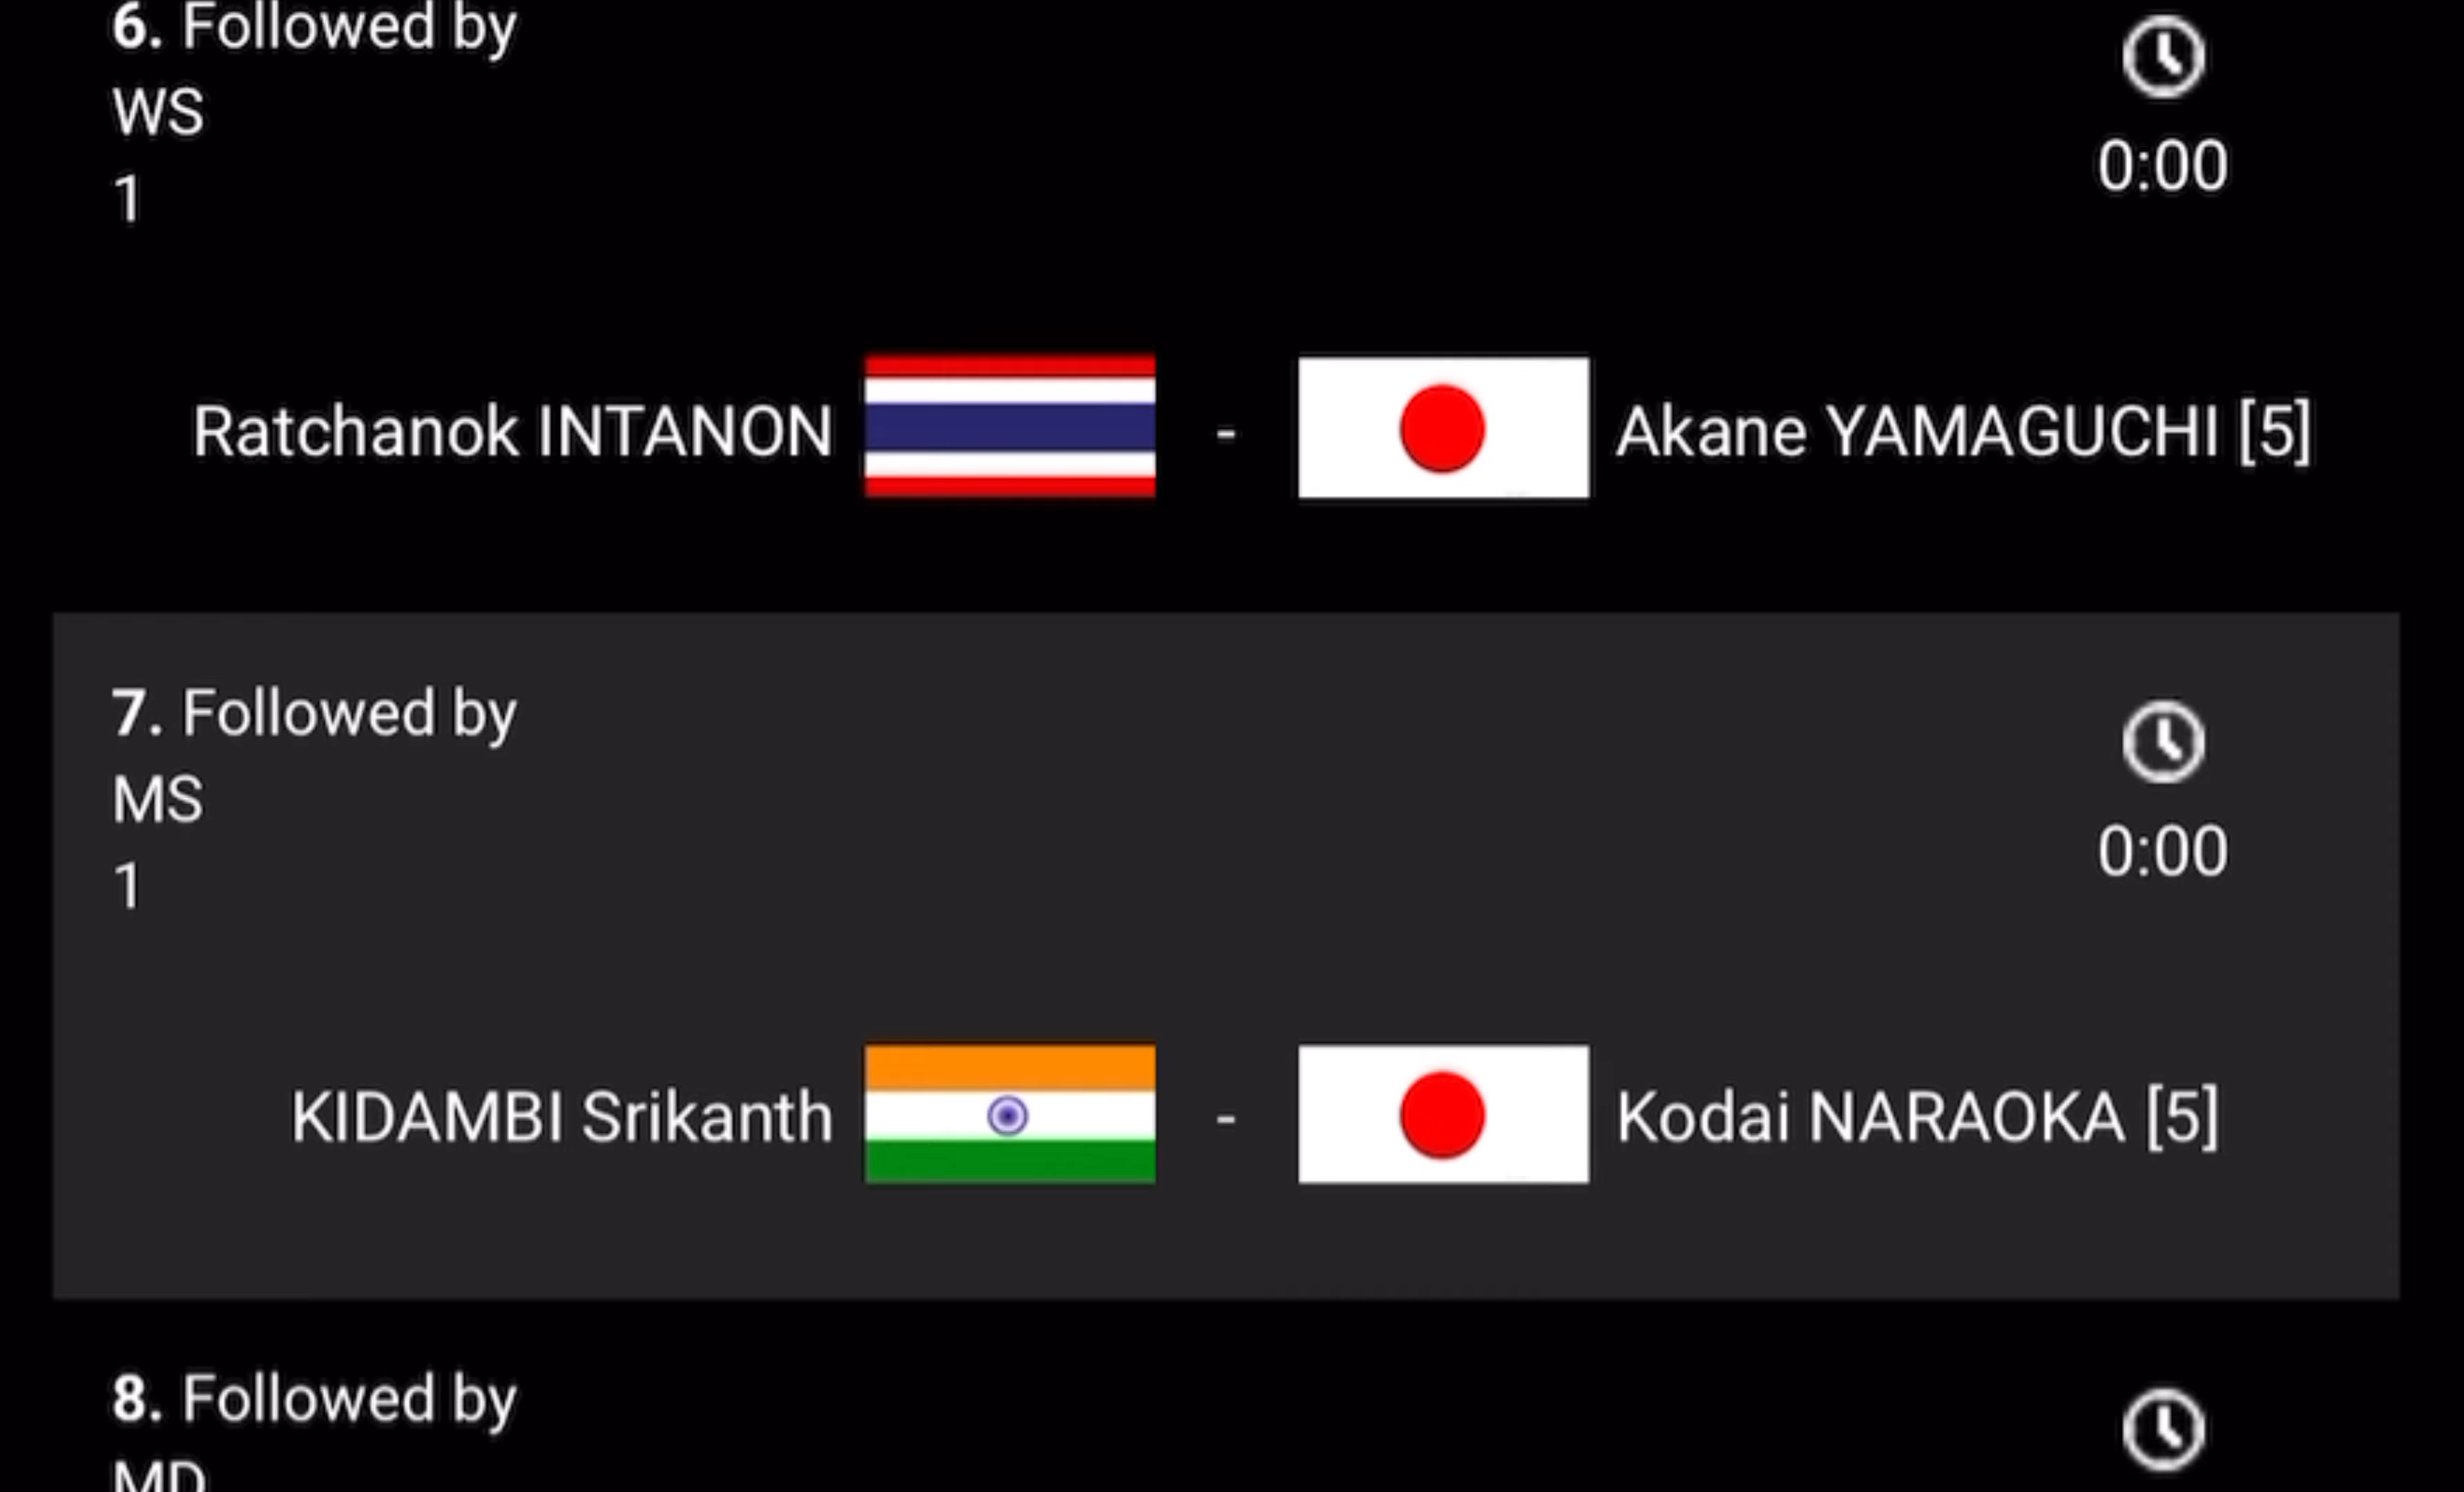 6. Followed by
WS
1
0:00
Ratchanok INTANON - Akane YAMAGUCHI [5]
7. Followed by
MS
1
0:00
KIDAMBI Srikanth - Kodai NARAOKA [5]
8. Followed by
MD